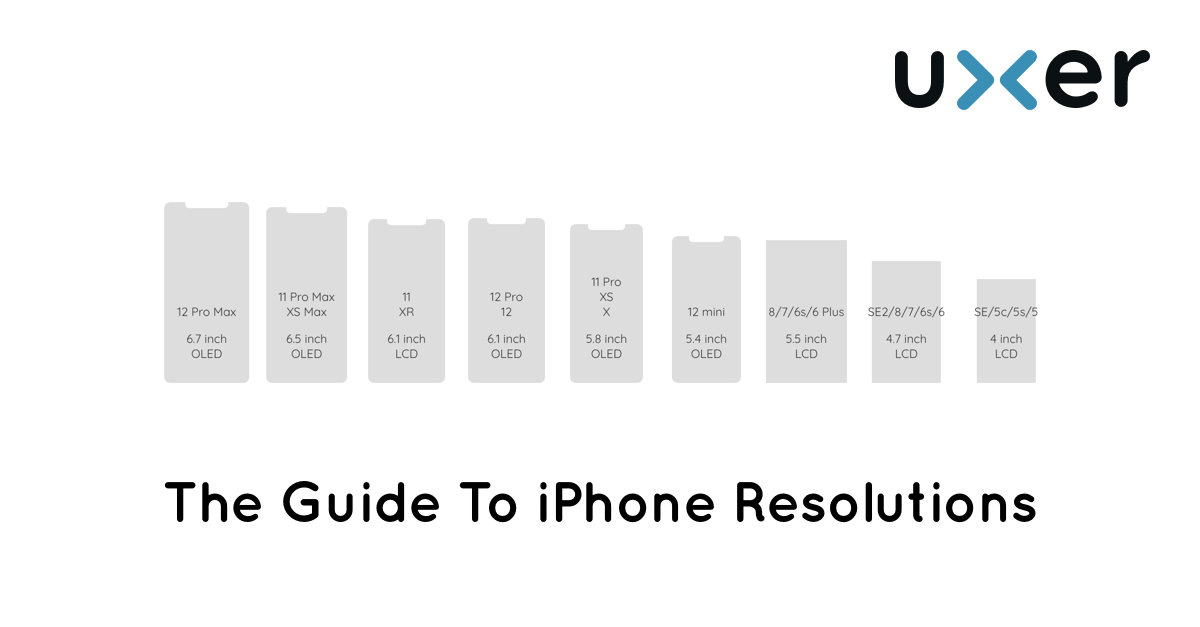 uxer
12 Pro Max
6.7 inch
OLED
11 Pro Max
XS Max
6.5 inch
OLED
11
XR
6.1 inch
LCD
12 Pro
12
6.1 inch
OLED
11 Pro
XS
X
5.8 inch
OLED
12 mini
5.4 inch
OLED
8/7/6s/6 Plus
5.5 inch
LCD
SE2/8/7/6s/6
4.7 inch
LCD
SE/5c/5s/5
4 inch
LCD
The Guide To iPhone Resolutions